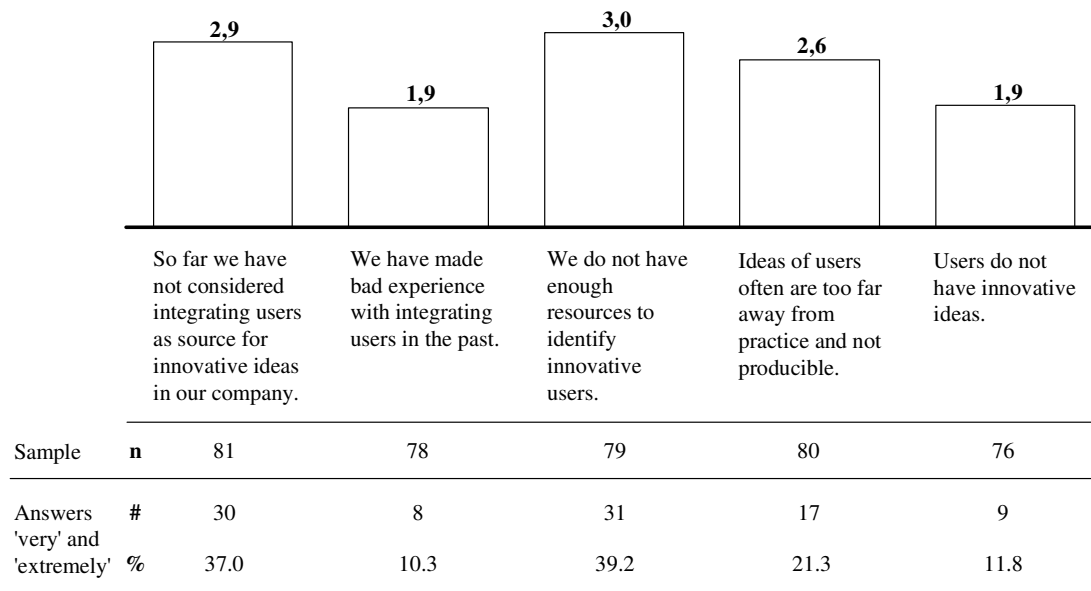 2,9
1,9
3,0
2,6
1,9
So far we have
not considered
integrating users
as source for
innovative ideas
in our company.
We have made
bad experience
with integrating
users in the past.
We do not have
enough
resources to
identify
innovative
users.
Ideas of users
often are too far
away from
practice and not
producible.
Users do not
have innovative
ideas.
Sample n 81 78 79 80 76
Answers # 30 8 31 17 9
'very' and
'extremely' % 37.0 10.3 39.2 21.3 11.8